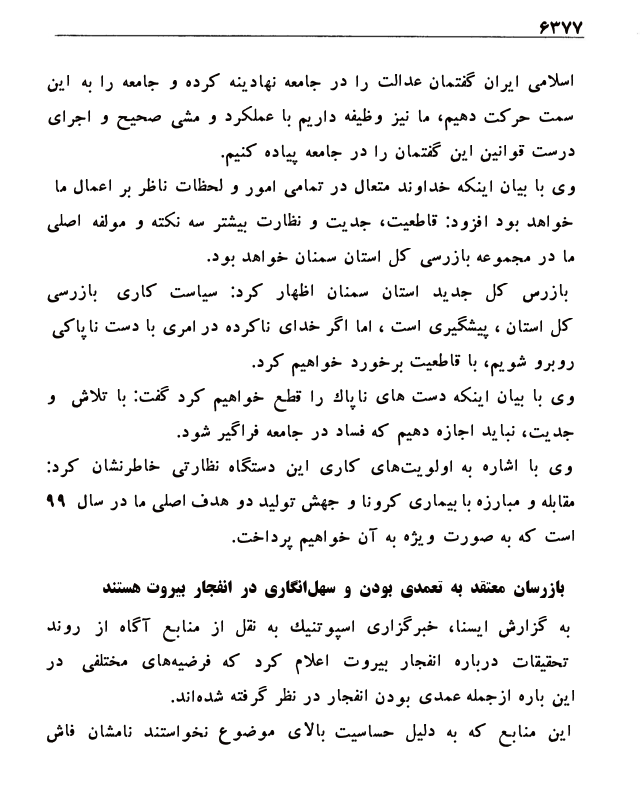 ۶۳۷۷
اسلامی ایران گفتمان عدالت را در جامعه نهادینه کرده و جامعه را به این
سمت حرکت دهیم، ما نیز وظیفه داریم با عملکرد و مشی صحیح و اجرای
درست قوانین این گفتمان را در جامعه پیاده کنیم.
وی با بیان اینکه خداوند متعال در تمامی امور و لحظات ناظر بر اعمال ما
خواهد بود افزود: قاطعیت، جدیت و نظارت بیشتر سه نکته و مولفه اصلی
ما در مجموعه بازرسی کل استان سمنان خواهد بود.
بازرس کل جدید استان سمنان اظهار کرد: سیاست کاری بازرسی
کل استان ، پیشگیری است ، اما اگر خدای ناکرده در امری با دست ناپاکی
روبرو شویم، با قاطعیت برخورد خواهیم کرد.
وی با بیان اینکه دست های ناپاك را قطع خواهیم کرد گفت: با تلاش و
جدیت، نباید اجازه دهیم که فساد در جامعه فراگیر شود.
وی با اشاره به اولویت‌های کاری این دستگاه نظارتی خاطرنشان کرد:
مقابله و مبارزه با بیماری کرونا و جهش تولید دو هدف اصلی ما در سال ۹۹
است که به صورت ویژه به آن خواهیم پرداخت.
بازرسان معتقد به تعمدی بودن و سهل‌انگاری در انفجار بیروت هستند
به گزارش ایسنا، خبرگزاری اسپوتنیك به نقل از منابع آگاه از روند
تحقیقات درباره انفجار بیروت اعلام کرد که فرضیه‌های مختلفی در
این باره ازجمله عمدی بودن انفجار در نظر گرفته شده‌اند.
این منابع که به دلیل حساسیت بالای موضوع نخواستند نامشان فاش